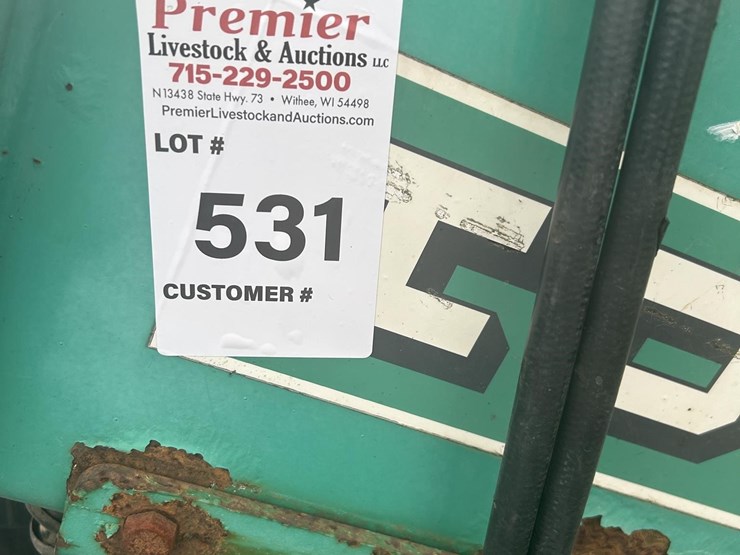 Premier
Livestock & Auctions LLC
715-229-2500
N13438 State Hwy. 73 • Withee, WI 54498
PremierLivestockandAuctions.com
LOT #
531
CUSTOMER #